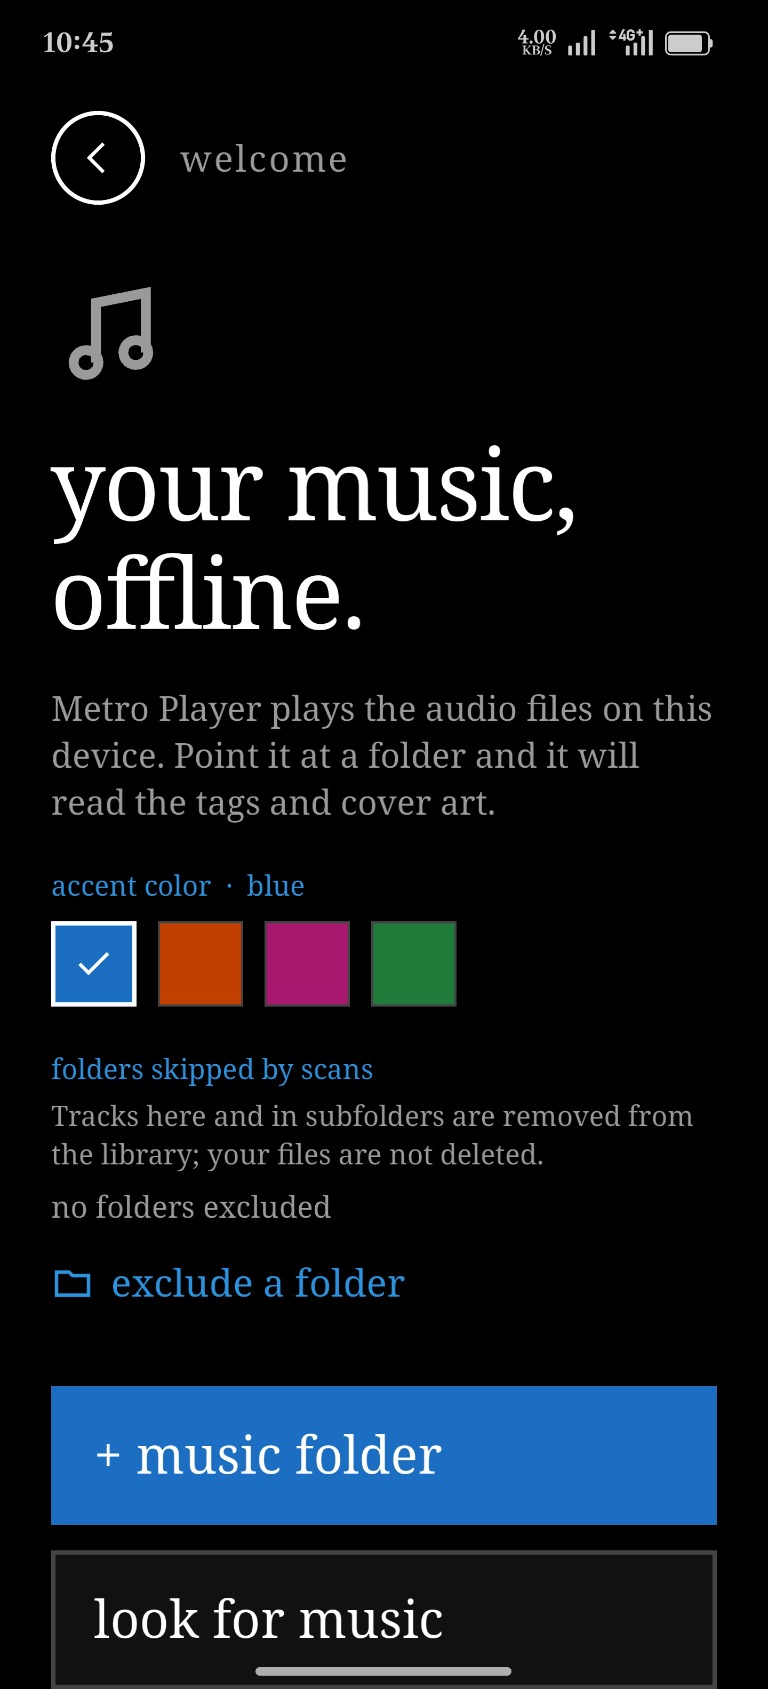 10:45
4.00
KB/S
4G+
welcome
your music,
offline.
Metro Player plays the audio files on this
device. Point it at a folder and it will
read the tags and cover art.
accent color · blue
folders skipped by scans
Tracks here and in subfolders are removed from
the library; your files are not deleted.
no folders excluded
exclude a folder
+ music folder
look for music